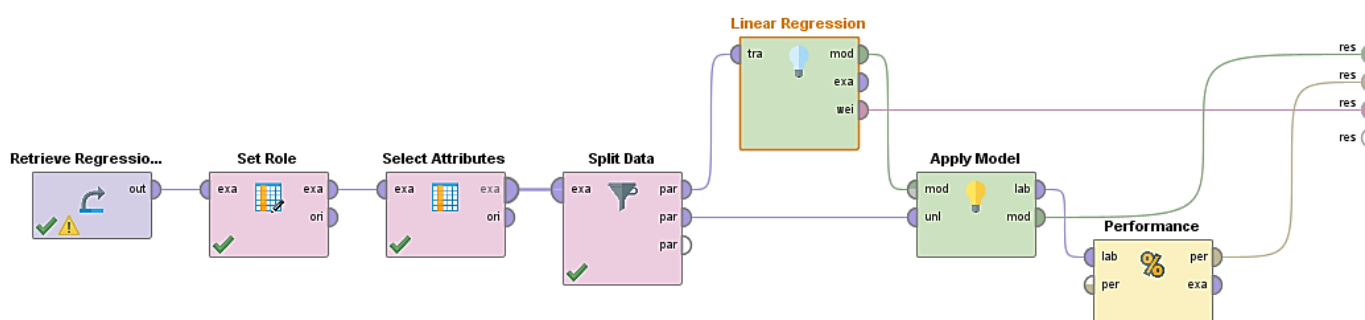 Linear Regression
tra
mod
exa
wei
res
res
res
res
Retrieve Regressio...
out
Set Role
exa
exa
ori
Select Attributes
exa
exa
ori
Split Data
exa
par
par
par
Apply Model
mod
unl
lab
mod
Performance
%
lab
per
per
exa